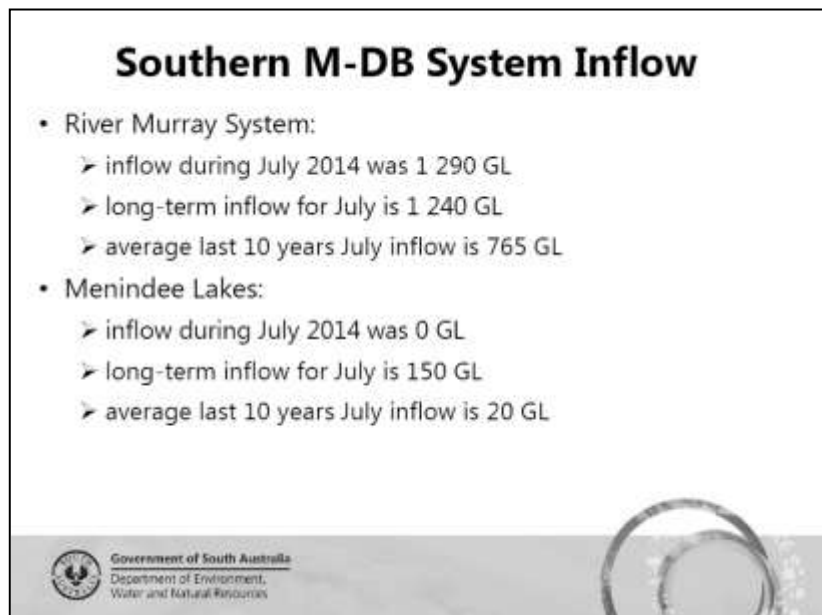 Southern M-DB System Inflow
• River Murray System:
➢ inflow during July 2014 was 1 290 GL
➢ long-term inflow for July is 1 240 GL
➢ average last 10 years July inflow is 765 GL
• Menindee Lakes:
➢ inflow during July 2014 was 0 GL
➢ long-term inflow for July is 150 GL
➢ average last 10 years July inflow is 20 GL
Government of South Australia
Department of Environment,
Water and Natural Resources